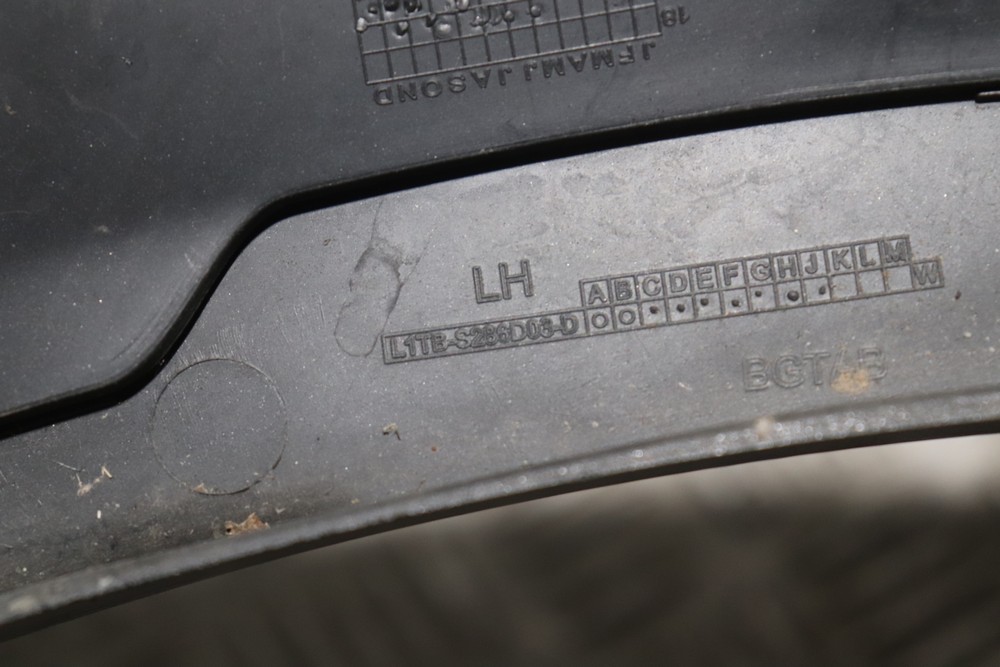 18
JFMAMJJASOND
LH
ABCDEFGHJKLM
L1TB-S286D08-D W
BGTAB